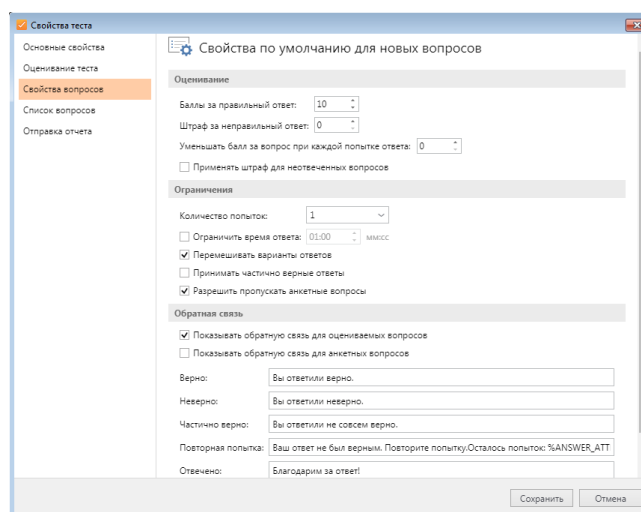 Свойства теста
Основные свойства
Оценивание теста
Свойства вопросов
Список вопросов
Отправка отчета
Свойства по умолчанию для новых вопросов
Оценивание
Баллы за правильный ответ: 10
Штраф за неправильный ответ: 0
Уменьшать балл за вопрос при каждой попытке ответа: 0
Применять штраф для неотвеченных вопросов
Ограничения
Количество попыток: 1
Ограничить время ответа: 01:00 мм:сс
Перемешивать варианты ответов
Принимать частично верные ответы
Разрешить пропускать анкетные вопросы
Обратная связь
Показывать обратную связь для оцениваемых вопросов
Показывать обратную связь для анкетных вопросов
Верно: Вы ответили верно.
Неверно: Вы ответили неверно.
Частично верно: Вы ответили не совсем верно.
Повторная попытка: Ваш ответ не был верным. Повторите попытку.Осталось попыток: %ANSWER_ATT
Отвечено: Благодарим за ответ!
Сохранить Отмена